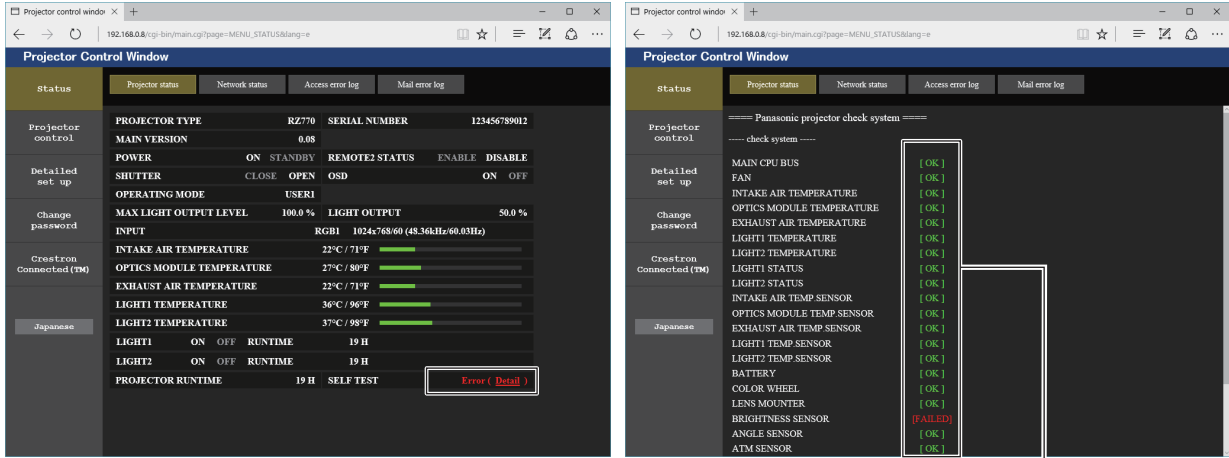 Projector control windov
192.168.0.8/cgi-bin/main.cgi?page=MENU_STATUS&lang=e
Projector Control Window
Status
Projector control
Detailed set up
Change password
Crestron Connected(TM)
Japanese
Projector status Network status Access error log Mail error log
PROJECTOR TYPE RZ770 SERIAL NUMBER 123456789012
MAIN VERSION 0.08
POWER ON STANDBY REMOTE2 STATUS ENABLE DISABLE
SHUTTER CLOSE OPEN OSD ON OFF
OPERATING MODE USER1
MAX LIGHT OUTPUT LEVEL 100.0 % LIGHT OUTPUT 50.0 %
INPUT RGB1 1024x768/60 (48.36kHz/60.03Hz)
INTAKE AIR TEMPERATURE 22°C / 71°F
OPTICS MODULE TEMPERATURE 27°C / 80°F
EXHAUST AIR TEMPERATURE 22°C / 71°F
LIGHT1 TEMPERATURE 36°C / 96°F
LIGHT2 TEMPERATURE 37°C / 98°F
LIGHT1 ON OFF RUNTIME 19 H
LIGHT2 ON OFF RUNTIME 19 H
PROJECTOR RUNTIME 19 H SELF TEST Error ( Detail )
Projector control windov
192.168.0.8/cgi-bin/main.cgi?page=MENU_STATUS&lang=e
Projector Control Window
Status
Projector control
Detailed set up
Change password
Crestron Connected(TM)
Japanese
Projector status Network status Access error log Mail error log
==== Panasonic projector check system ====
----- check system -----
MAIN CPU BUS [ OK ]
FAN [ OK ]
INTAKE AIR TEMPERATURE [ OK ]
OPTICS MODULE TEMPERATURE [ OK ]
EXHAUST AIR TEMPERATURE [ OK ]
LIGHT1 TEMPERATURE [ OK ]
LIGHT2 TEMPERATURE [ OK ]
LIGHT1 STATUS [ OK ]
LIGHT2 STATUS [ OK ]
INTAKE AIR TEMP.SENSOR [ OK ]
OPTICS MODULE TEMP.SENSOR [ OK ]
EXHAUST AIR TEMP.SENSOR [ OK ]
LIGHT1 TEMP.SENSOR [ OK ]
LIGHT2 TEMP.SENSOR [ OK ]
BATTERY [ OK ]
COLOR WHEEL [ OK ]
LENS MOUNTER [ OK ]
BRIGHTNESS SENSOR [FAILED]
ANGLE SENSOR [ OK ]
ATM SENSOR [ OK ]